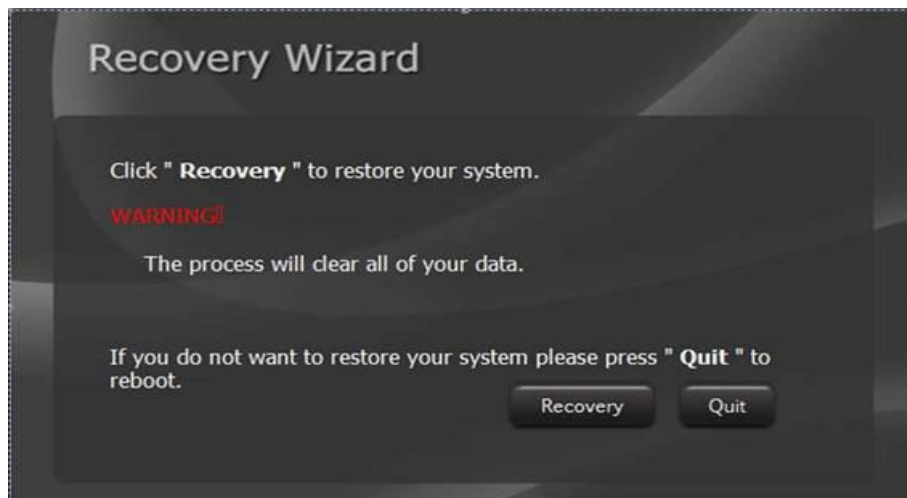 Recovery Wizard
Click " Recovery " to restore your system.
WARNING▯
The process will clear all of your data.
If you do not want to restore your system please press " Quit " to
reboot.
Recovery
Quit